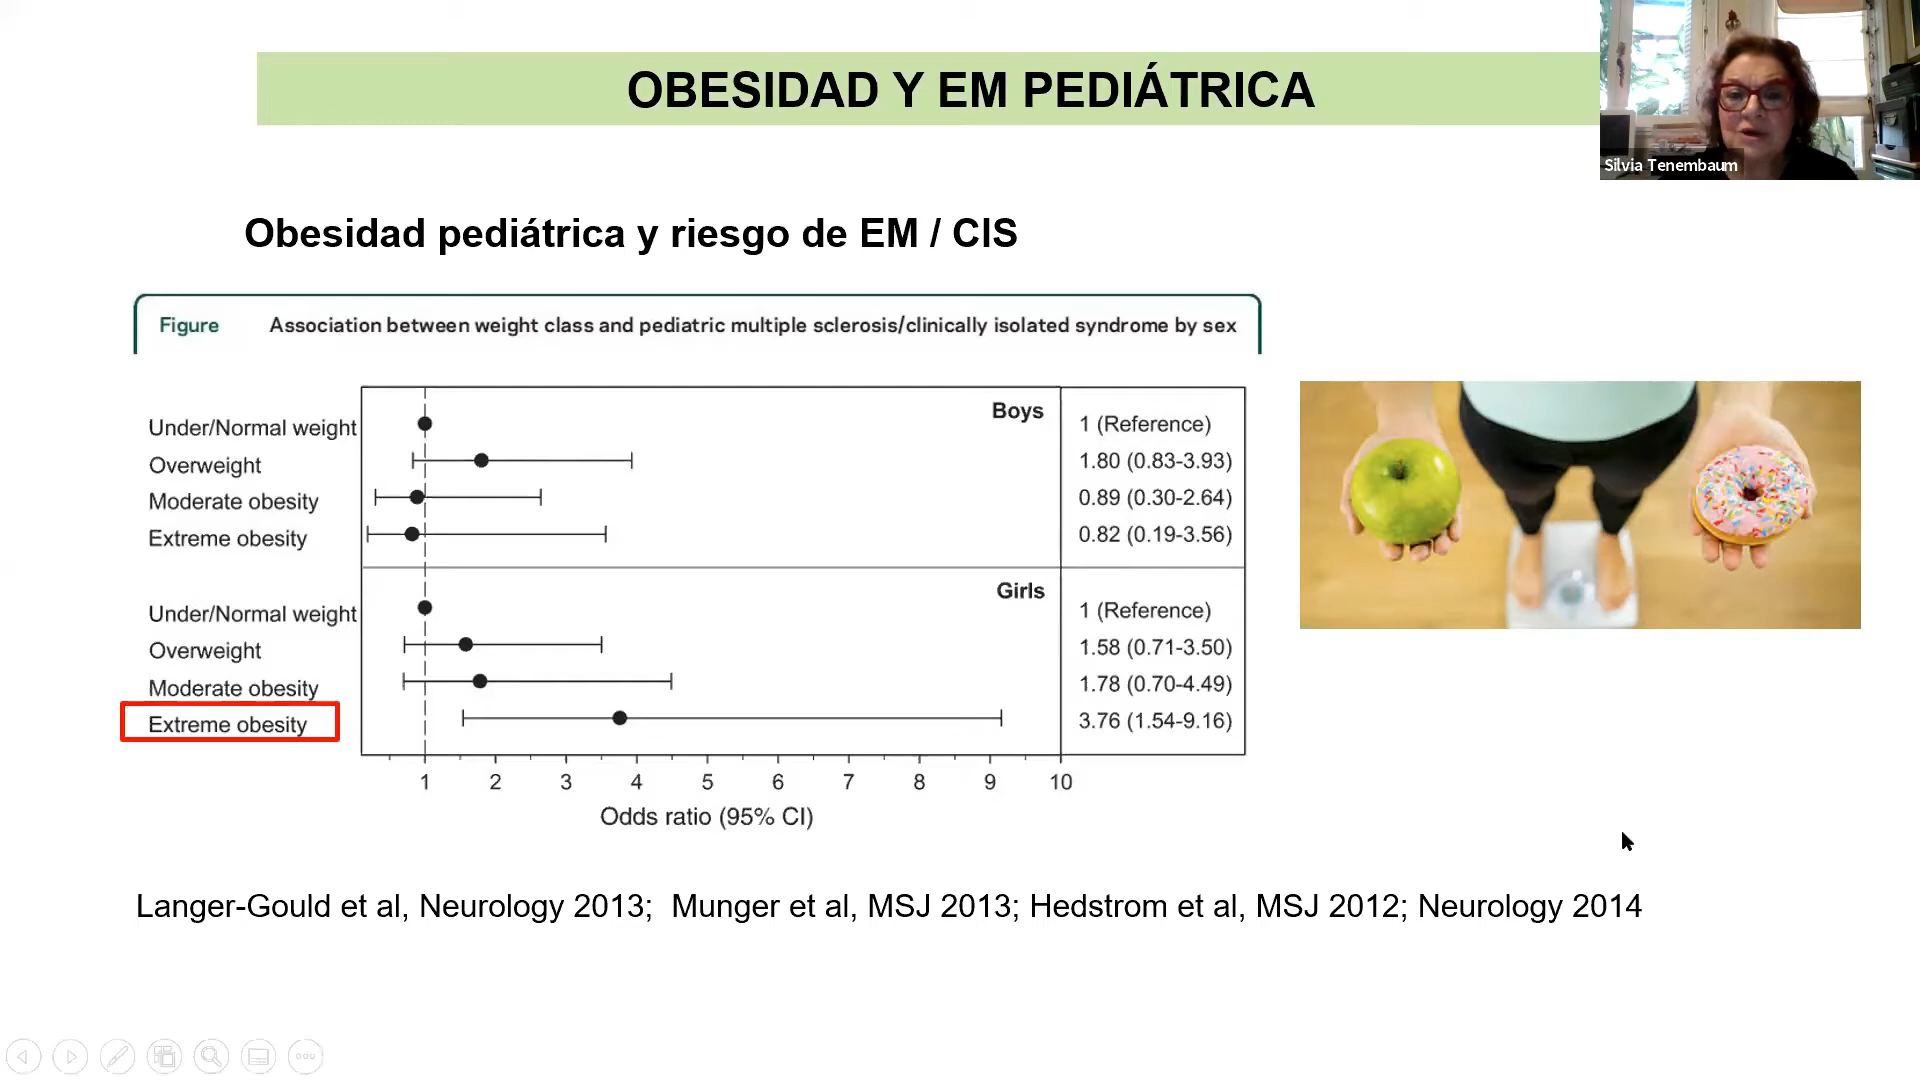 OBESIDAD Y EM PEDIÁTRICA
Silvia Tenembaum
Obesidad pediátrica y riesgo de EM / CIS
Figure Association between weight class and pediatric multiple sclerosis/clinically isolated syndrome by sex
Boys
Under/Normal weight 1 (Reference)
Overweight 1.80 (0.83-3.93)
Moderate obesity 0.89 (0.30-2.64)
Extreme obesity 0.82 (0.19-3.56)
Girls
Under/Normal weight 1 (Reference)
Overweight 1.58 (0.71-3.50)
Moderate obesity 1.78 (0.70-4.49)
Extreme obesity 3.76 (1.54-9.16)
1 2 3 4 5 6 7 8 9 10
Odds ratio (95% CI)
Langer-Gould et al, Neurology 2013; Munger et al, MSJ 2013; Hedstrom et al, MSJ 2012; Neurology 2014